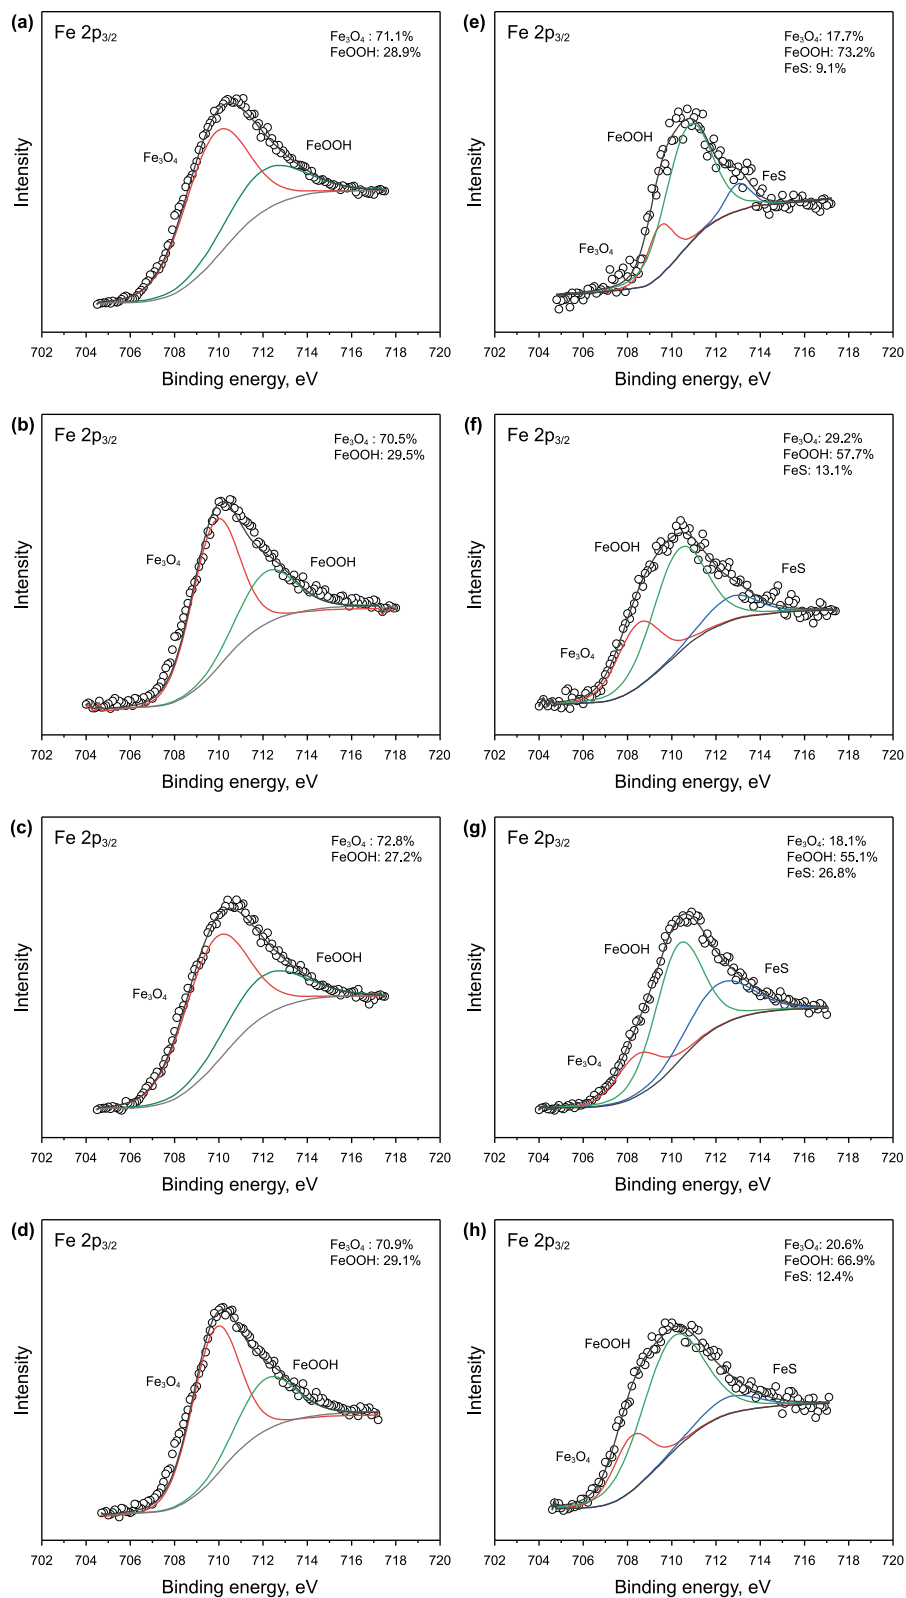 (a)
Fe 2p₃/₂
Fe₃O₄ : 71.1%
FeOOH: 28.9%
Fe₃O₄
FeOOH
Intensity
702 704 706 708 710 712 714 716 718 720
Binding energy, eV
(e)
Fe 2p₃/₂
Fe₃O₄: 17.7%
FeOOH: 73.2%
FeS: 9.1%
FeOOH
FeS
Fe₃O₄
Intensity
702 704 706 708 710 712 714 716 718 720
Binding energy, eV
(b)
Fe 2p₃/₂
Fe₃O₄ : 70.5%
FeOOH: 29.5%
Fe₃O₄
FeOOH
Intensity
702 704 706 708 710 712 714 716 718 720
Binding energy, eV
(f)
Fe 2p₃/₂
Fe₃O₄: 29.2%
FeOOH: 57.7%
FeS: 13.1%
FeOOH
FeS
Fe₃O₄
Intensity
702 704 706 708 710 712 714 716 718 720
Binding energy, eV
(c)
Fe 2p₃/₂
Fe₃O₄ : 72.8%
FeOOH: 27.2%
FeOOH
Fe₃O₄
Intensity
702 704 706 708 710 712 714 716 718 720
Binding energy, eV
(g)
Fe 2p₃/₂
Fe₃O₄: 18.1%
FeOOH: 55.1%
FeS: 26.8%
FeOOH
FeS
Fe₃O₄
Intensity
702 704 706 708 710 712 714 716 718 720
Binding energy, eV
(d)
Fe 2p₃/₂
Fe₃O₄ : 70.9%
FeOOH: 29.1%
FeOOH
Fe₃O₄
Intensity
702 704 706 708 710 712 714 716 718 720
Binding energy, eV
(h)
Fe 2p₃/₂
Fe₃O₄: 20.6%
FeOOH: 66.9%
FeS: 12.4%
FeOOH
FeS
Fe₃O₄
Intensity
702 704 706 708 710 712 714 716 718 720
Binding energy, eV